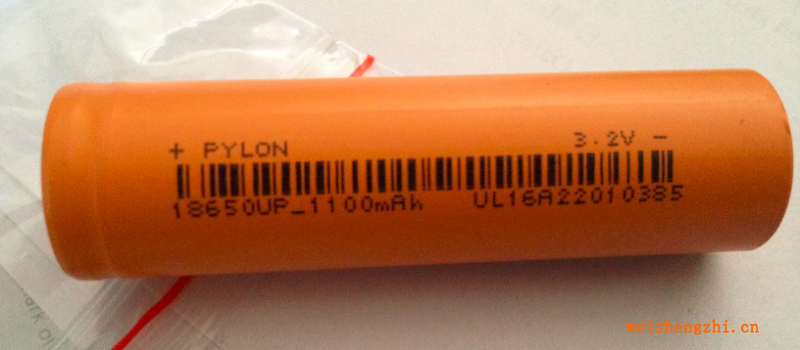 + PYLON 3.2V -
18650UP_1100mAh UL16A22010385
weishengzhi.cn